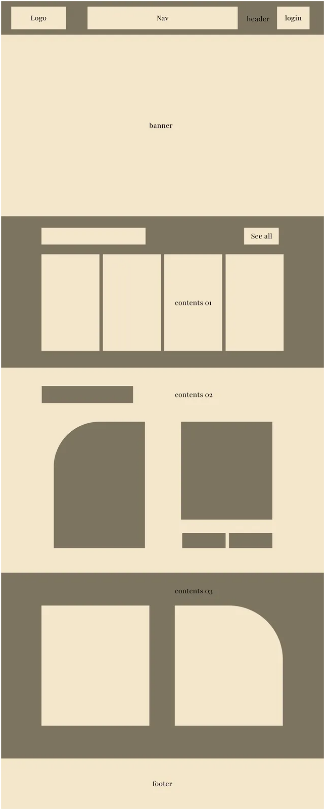 Logo
Nav
header
login
banner
See all
contents 01
contents 02
contents 03
footer